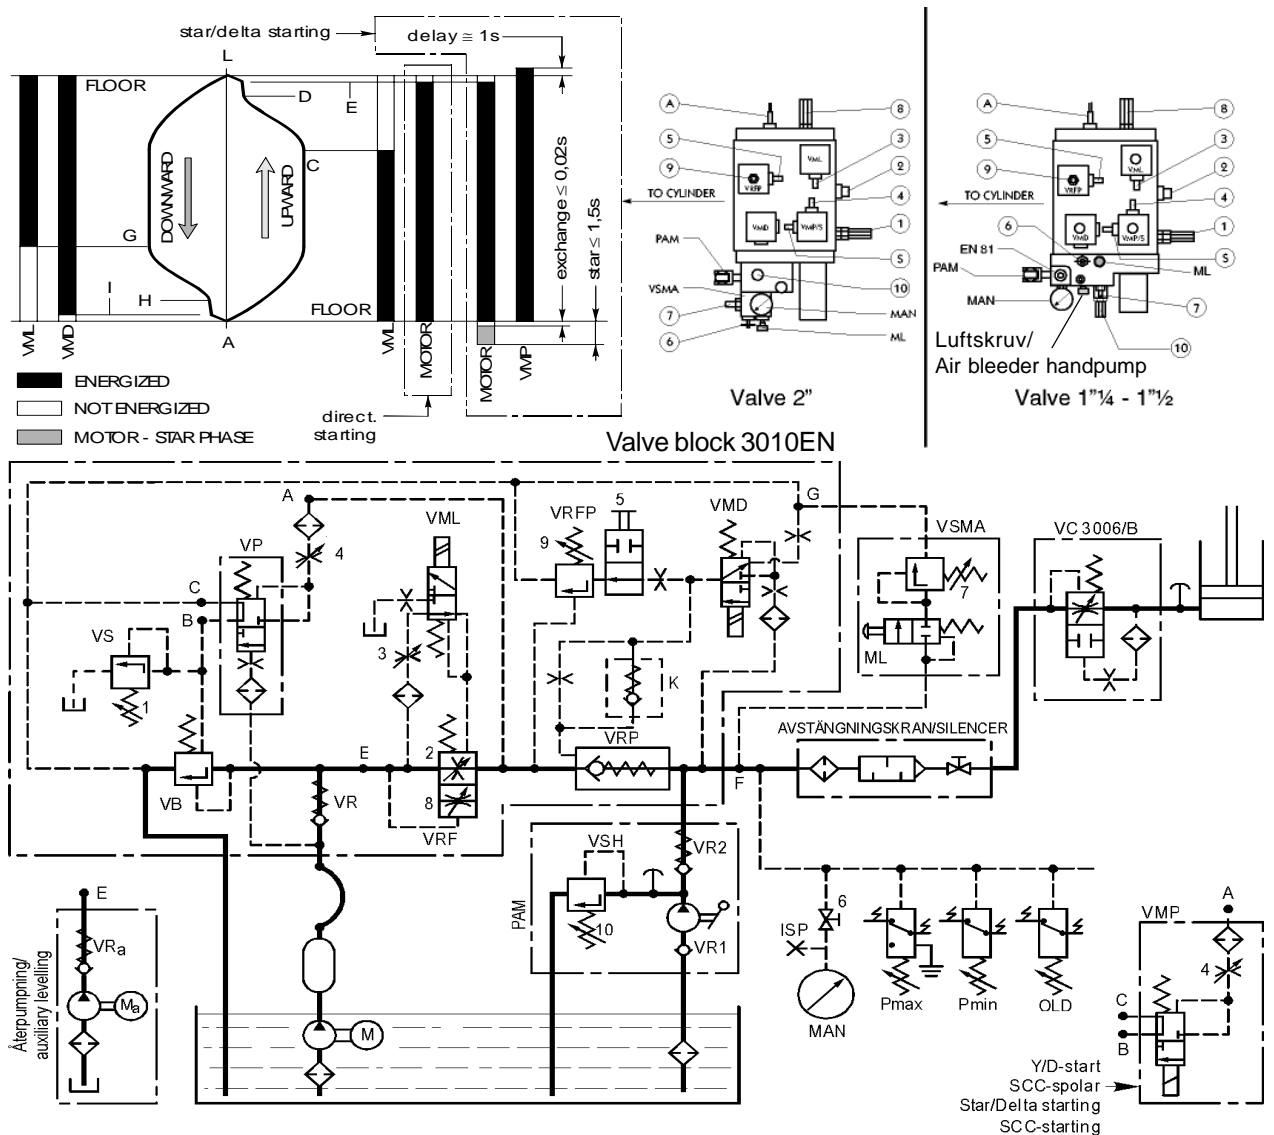 star/delta starting
delay ≅ 1s
L
FLOOR
D
E
C
DOWNWARD
UPWARD
G
H
I
FLOOR
A
VML
VMD
VML
MOTOR
MOTOR
VMP
exchange ≤ 0,02s
star ≤ 1,5s
ENERGIZED
NOT ENERGIZED
MOTOR - STAR PHASE
direct.
starting
A
8
5
3
VML
9
2
VRFP
TO CYLINDER
4
VMD
VMP/S
1
PAM
S
VSMA
10
7
MAN
6
ML
Valve 2"
A
8
5
3
VML
9
2
VRFP
TO CYLINDER
4
6
VMD
VMP/S
1
EN 81
S
PAM
ML
MAN
7
10
Luftskruv/
Air bleeder handpump
Valve 1"¼ - 1"½
Valve block 3010EN
A
VP
4
VML
VRFP
5
9
VMD
G
VSMA
7
ML
VC 3006/B
C
B
VS
1
3
K
VRP
AVSTÄNGNINGSKRAN/SILENCER
E
2
8
VB
VR
VRF
F
VSH
VR2
PAM
10
VR1
6
ISP
MAN
Pmax
Pmin
OLD
E
VRa
Ma
Återpumpning/
auxiliary levelling
M
A
VMP
4
C
B
Y/D-start
SCC-spolar
Star/Delta starting
SCC-starting